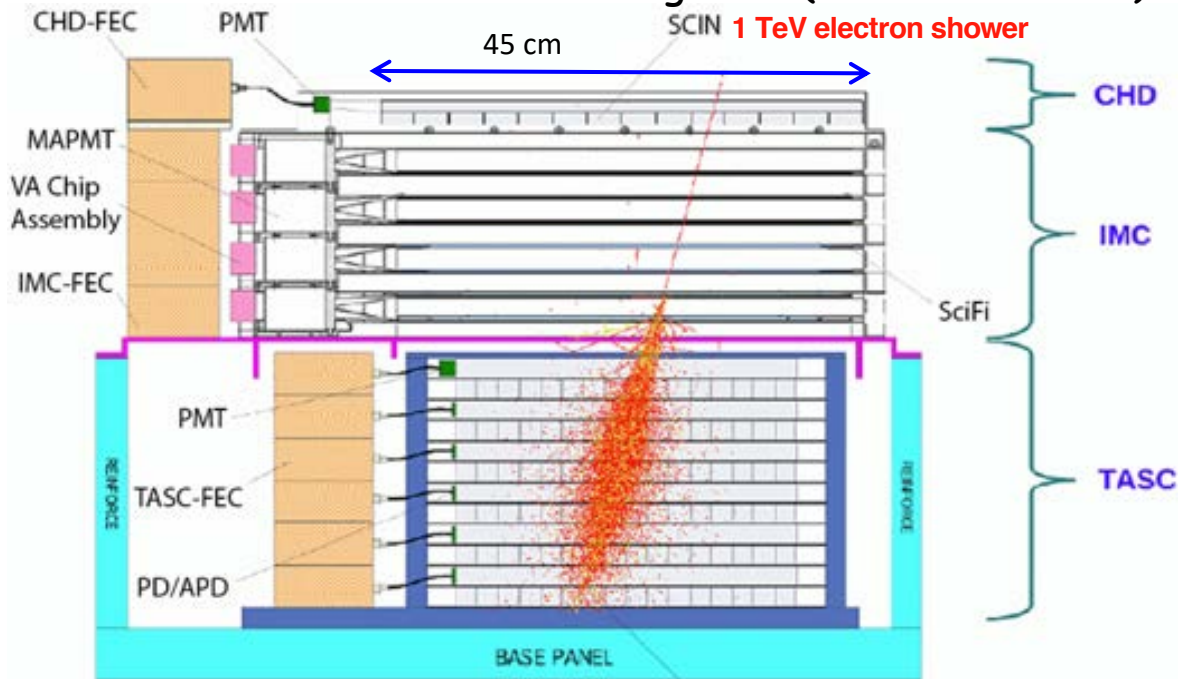 CHD-FEC
PMT
SCIN
1 TeV electron shower
45 cm
CHD
MAPMT
VA Chip
Assembly
IMC
IMC-FEC
SciFi
PMT
REINFORCE
TASC-FEC
TASC
REINFORCE
PD/APD
BASE PANEL